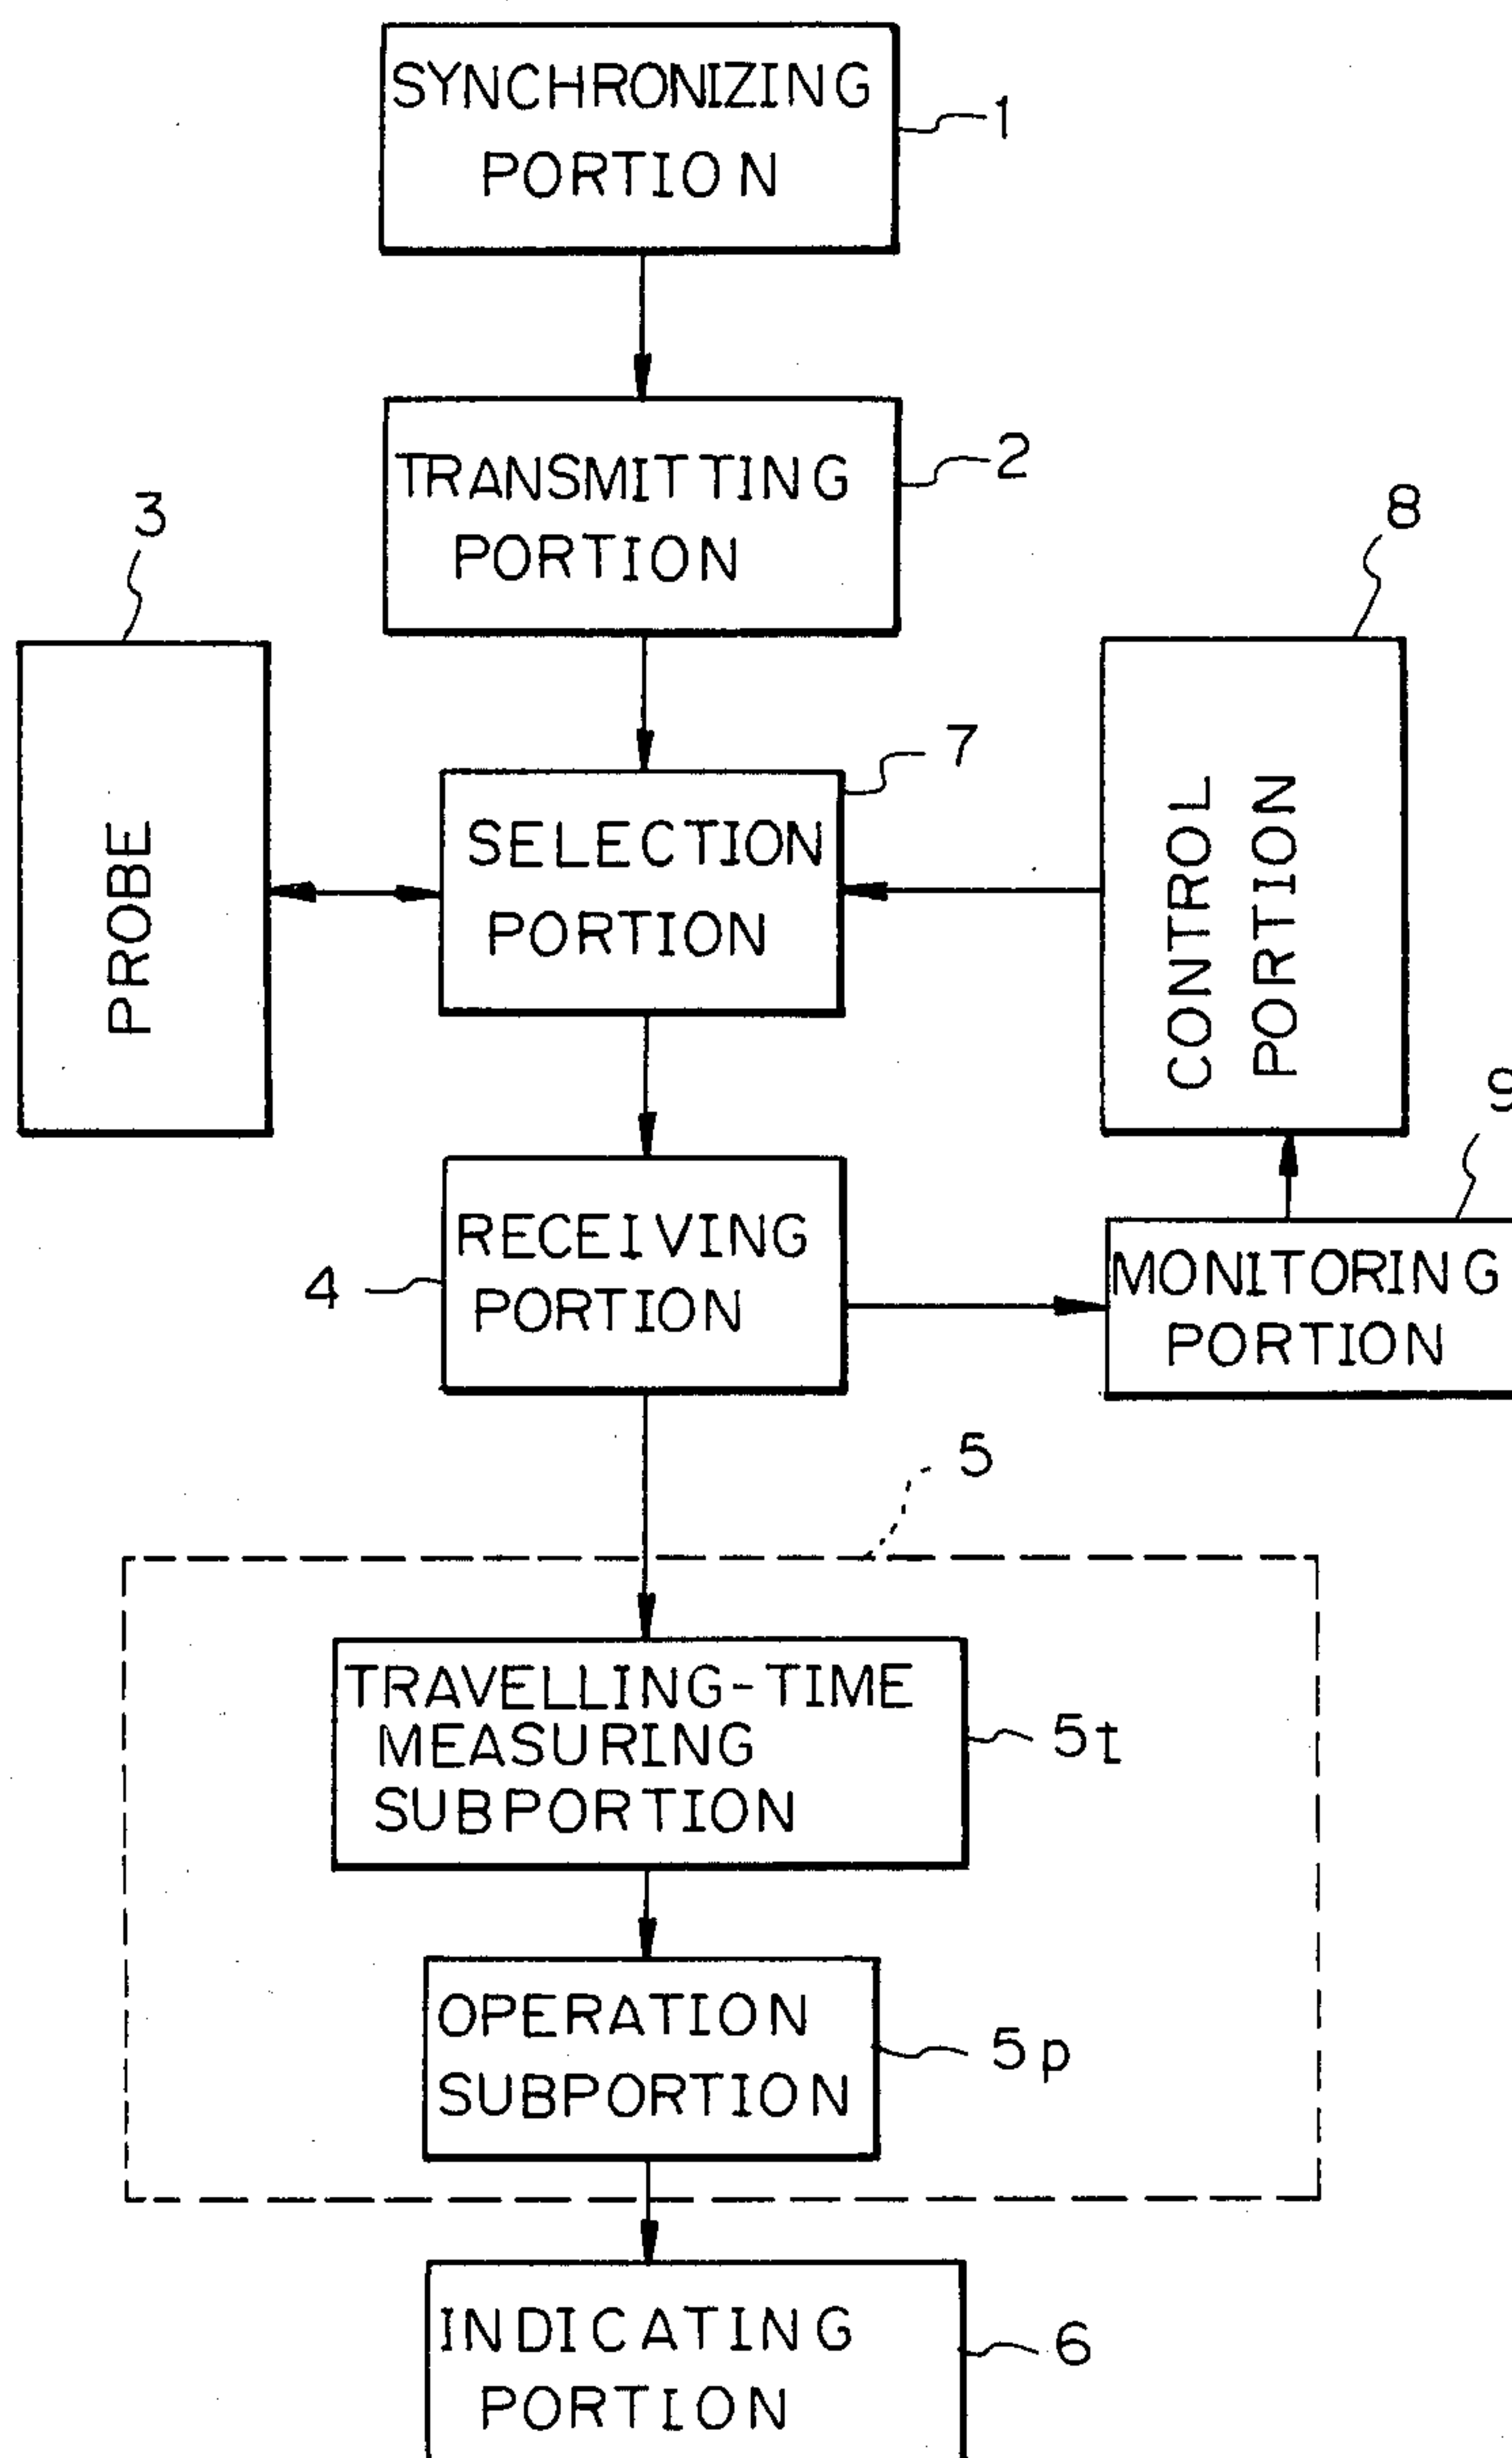 SYNCHRONIZING
PORTION
1
TRANSMITTING
PORTION
2
3
8
PROBE
SELECTION
PORTION
7
CONTROL
PORTION
9
RECEIVING
PORTION
4
MONITORING
PORTION
5
TRAVELLING-TIME
MEASURING
SUBPORTION
5t
OPERATION
SUBPORTION
5p
INDICATING
PORTION
6